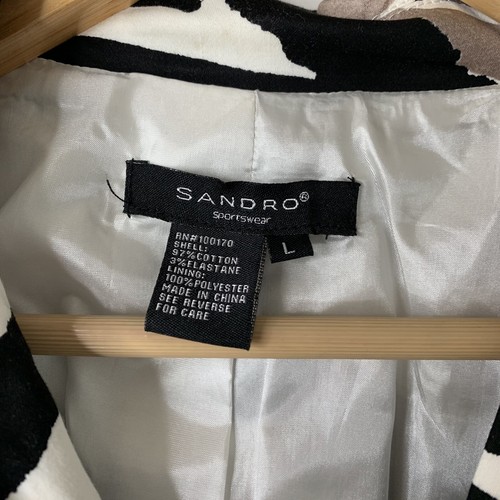 SANDRO®
sportswear
L
RN#100170
SHELL:
97%COTTON
3%ELASTANE
LINING:
100%POLYESTER
MADE IN CHINA
SEE REVERSE
FOR CARE